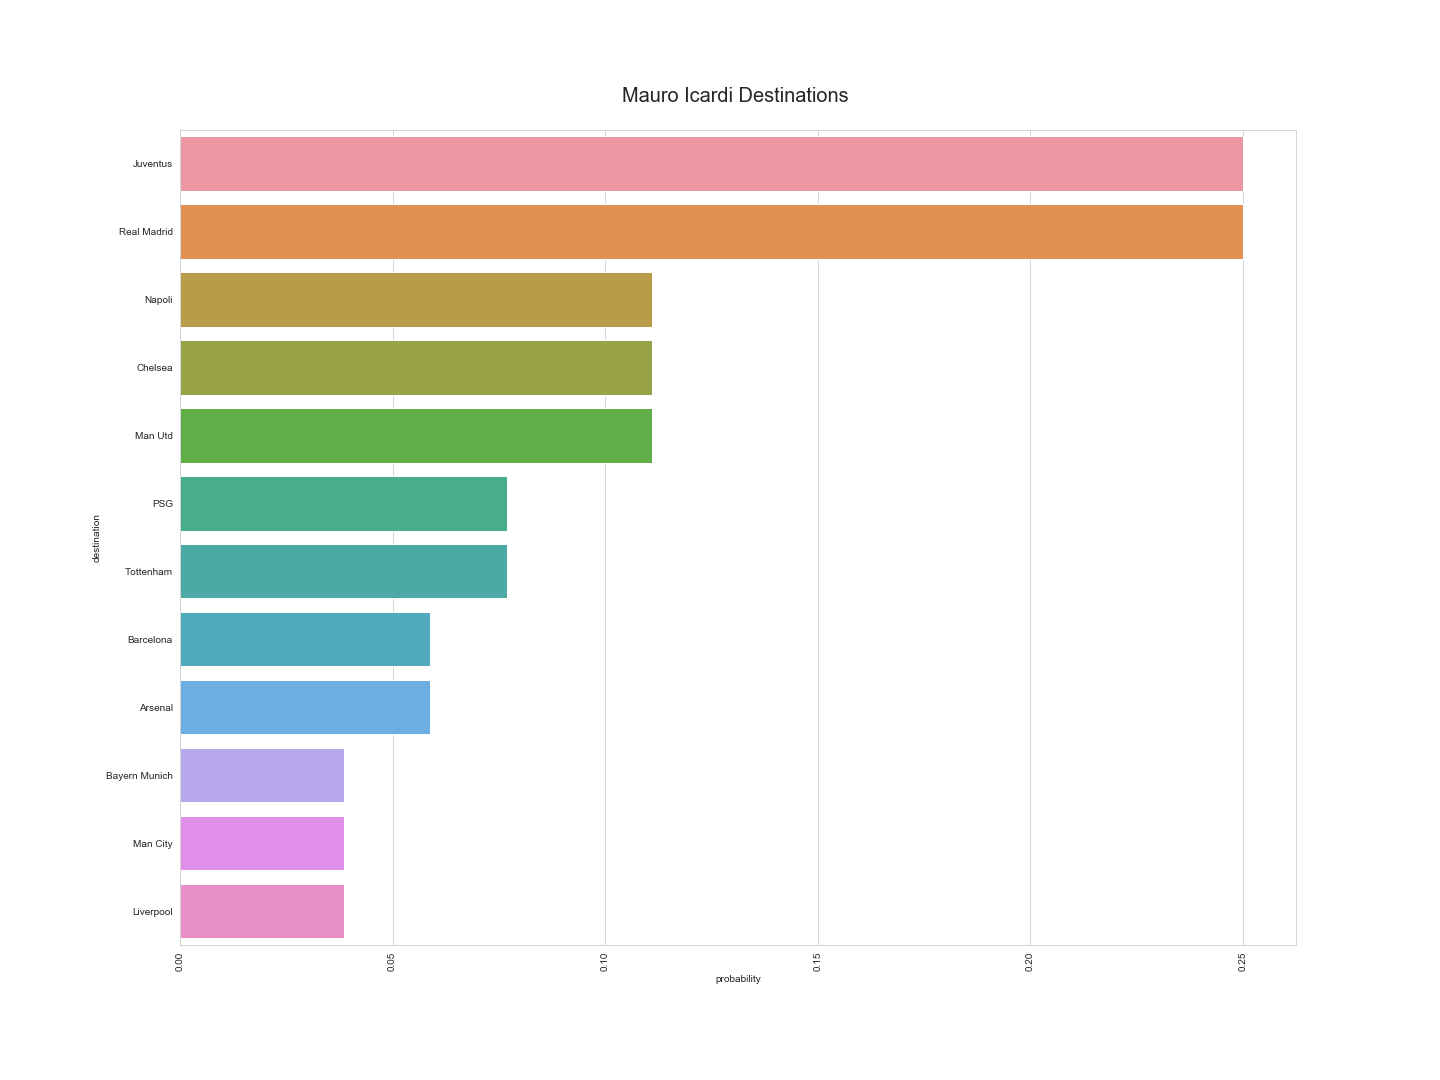 Mauro Icardi Destinations
Juventus
Real Madrid
Napoli
Chelsea
Man Utd
PSG
Tottenham
Barcelona
Arsenal
Bayern Munich
Man City
Liverpool
destination
0.00
0.05
0.10
0.15
0.20
0.25
probability